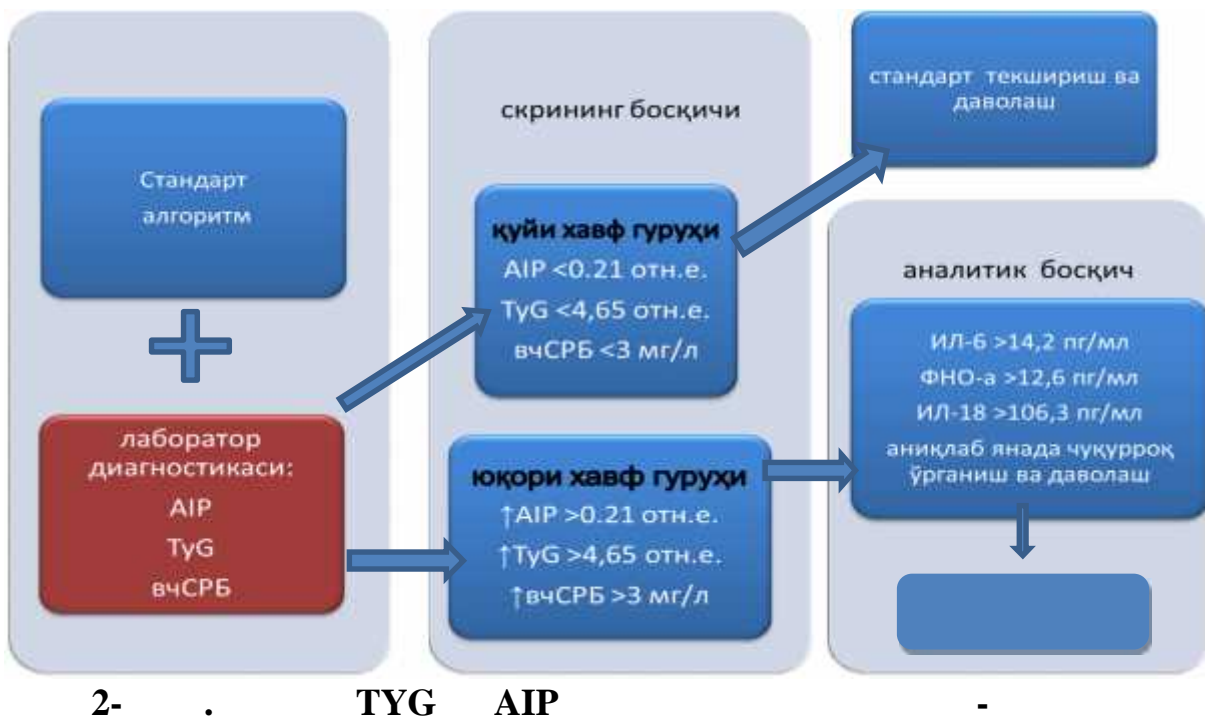 Стандарт
алгоритм
лаборатор
диагностикаси:
AIP
TyG
вчСРБ
скрининг босқичи
қуйи хавф гуруҳи
AIP <0.21 отн.е.
TyG <4,65 отн.е.
вчСРБ <3 мг/л
юқори хавф гуруҳи
↑AIP >0.21 отн.е.
↑TyG >4,65 отн.е.
↑вчСРБ >3 мг/л
стандарт текшириш ва
даволаш
аналитик босқич
ИЛ-6 >14,2 пг/мл
ФНО-а >12,6 пг/мл
ИЛ-18 >106,3 пг/мл
аниқлаб янада чуқурроқ
ўрганиш ва даволаш
2- . TYG AIP -